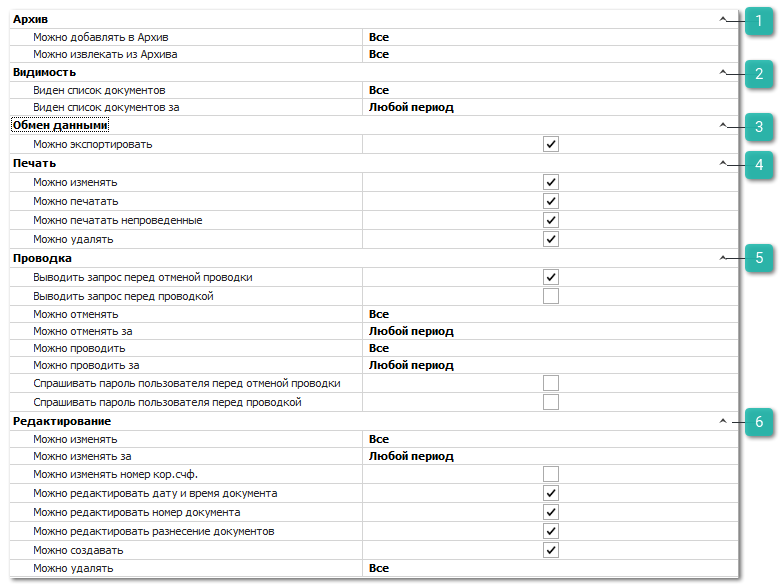 Архив 1
Можно добавлять в Архив Все
Можно извлекать из Архива Все
Видимость 2
Виден список документов Все
Виден список документов за Любой период
Обмен данными 3
Можно экспортировать
Печать 4
Можно изменять
Можно печатать
Можно печатать непроведенные
Можно удалять
Проводка 5
Выводить запрос перед отменой проводки
Выводить запрос перед проводкой
Можно отменять Все
Можно отменять за Любой период
Можно проводить Все
Можно проводить за Любой период
Спрашивать пароль пользователя перед отменой проводки
Спрашивать пароль пользователя перед проводкой
Редактирование 6
Можно изменять Все
Можно изменять за Любой период
Можно изменять номер кор.счф.
Можно редактировать дату и время документа
Можно редактировать номер документа
Можно редактировать разнесение документов
Можно создавать
Можно удалять Все